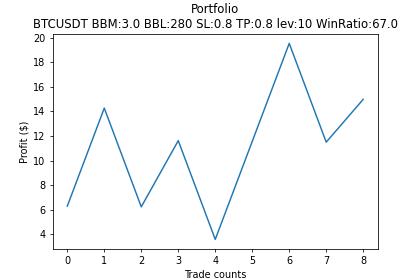 Portfolio
BTCUSDT BBM:3.0 BBL:280 SL:0.8 TP:0.8 lev:10 WinRatio:67.0
20
18
16
14
12
10
8
6
4
Profit ($)
0 1 2 3 4 5 6 7 8
Trade counts